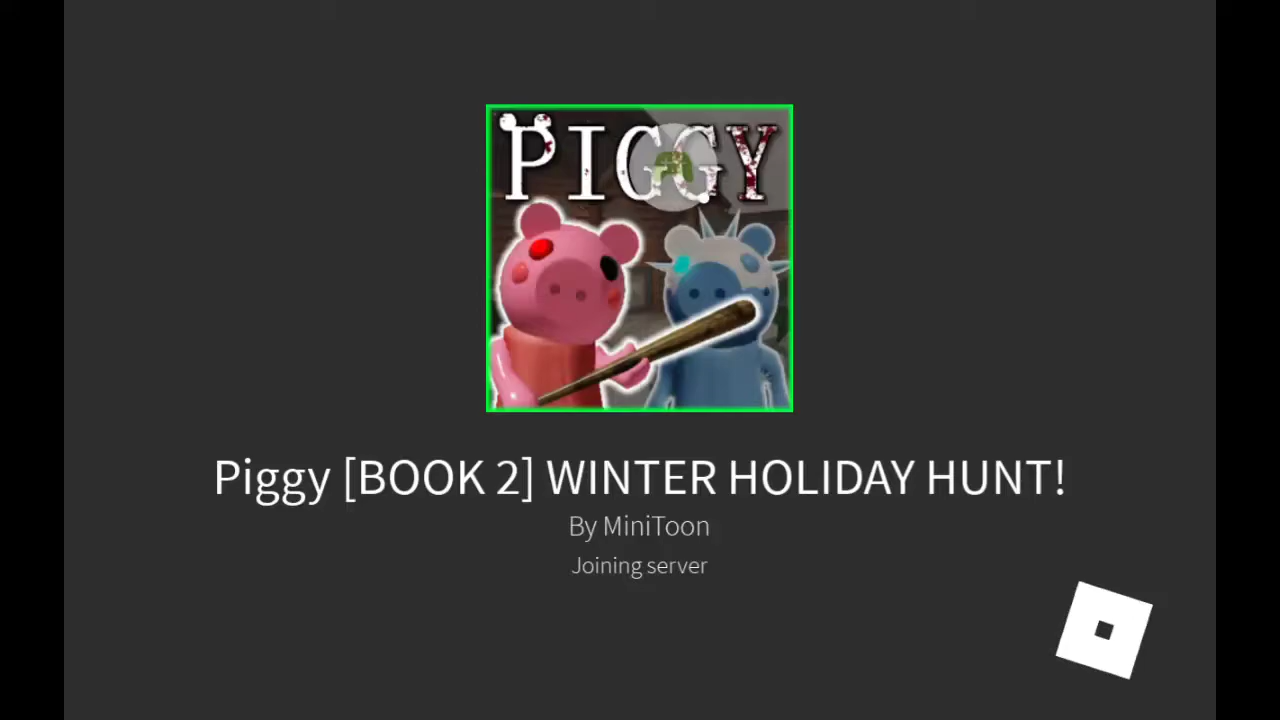 PIGGY
Piggy [BOOK 2] WINTER HOLIDAY HUNT!
By MiniToon
Joining server